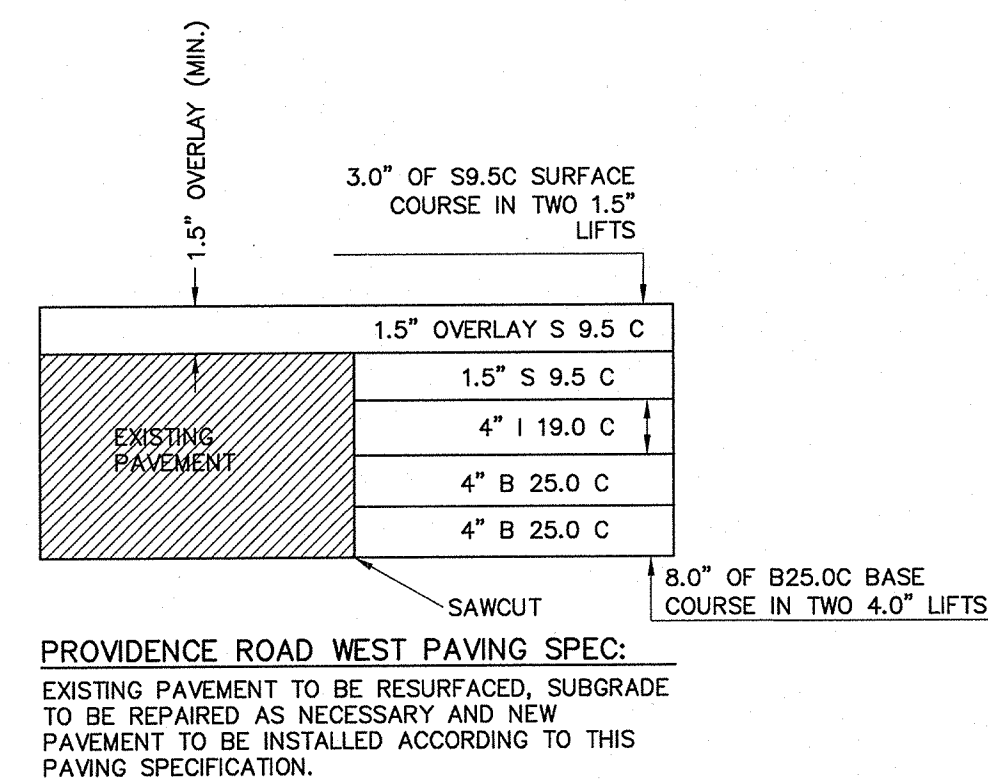 1.5” OVERLAY (MIN.)
3.0” OF S9.5C SURFACE
COURSE IN TWO 1.5”
LIFTS
1.5” OVERLAY S 9.5 C
1.5” S 9.5 C
4” I 19.0 C
EXISTING
PAVEMENT
4” B 25.0 C
4” B 25.0 C
8.0” OF B25.0C BASE
COURSE IN TWO 4.0” LIFTS
SAWCUT
PROVIDENCE ROAD WEST PAVING SPEC:
EXISTING PAVEMENT TO BE RESURFACED, SUBGRADE
TO BE REPAIRED AS NECESSARY AND NEW
PAVEMENT TO BE INSTALLED ACCORDING TO THIS
PAVING SPECIFICATION.